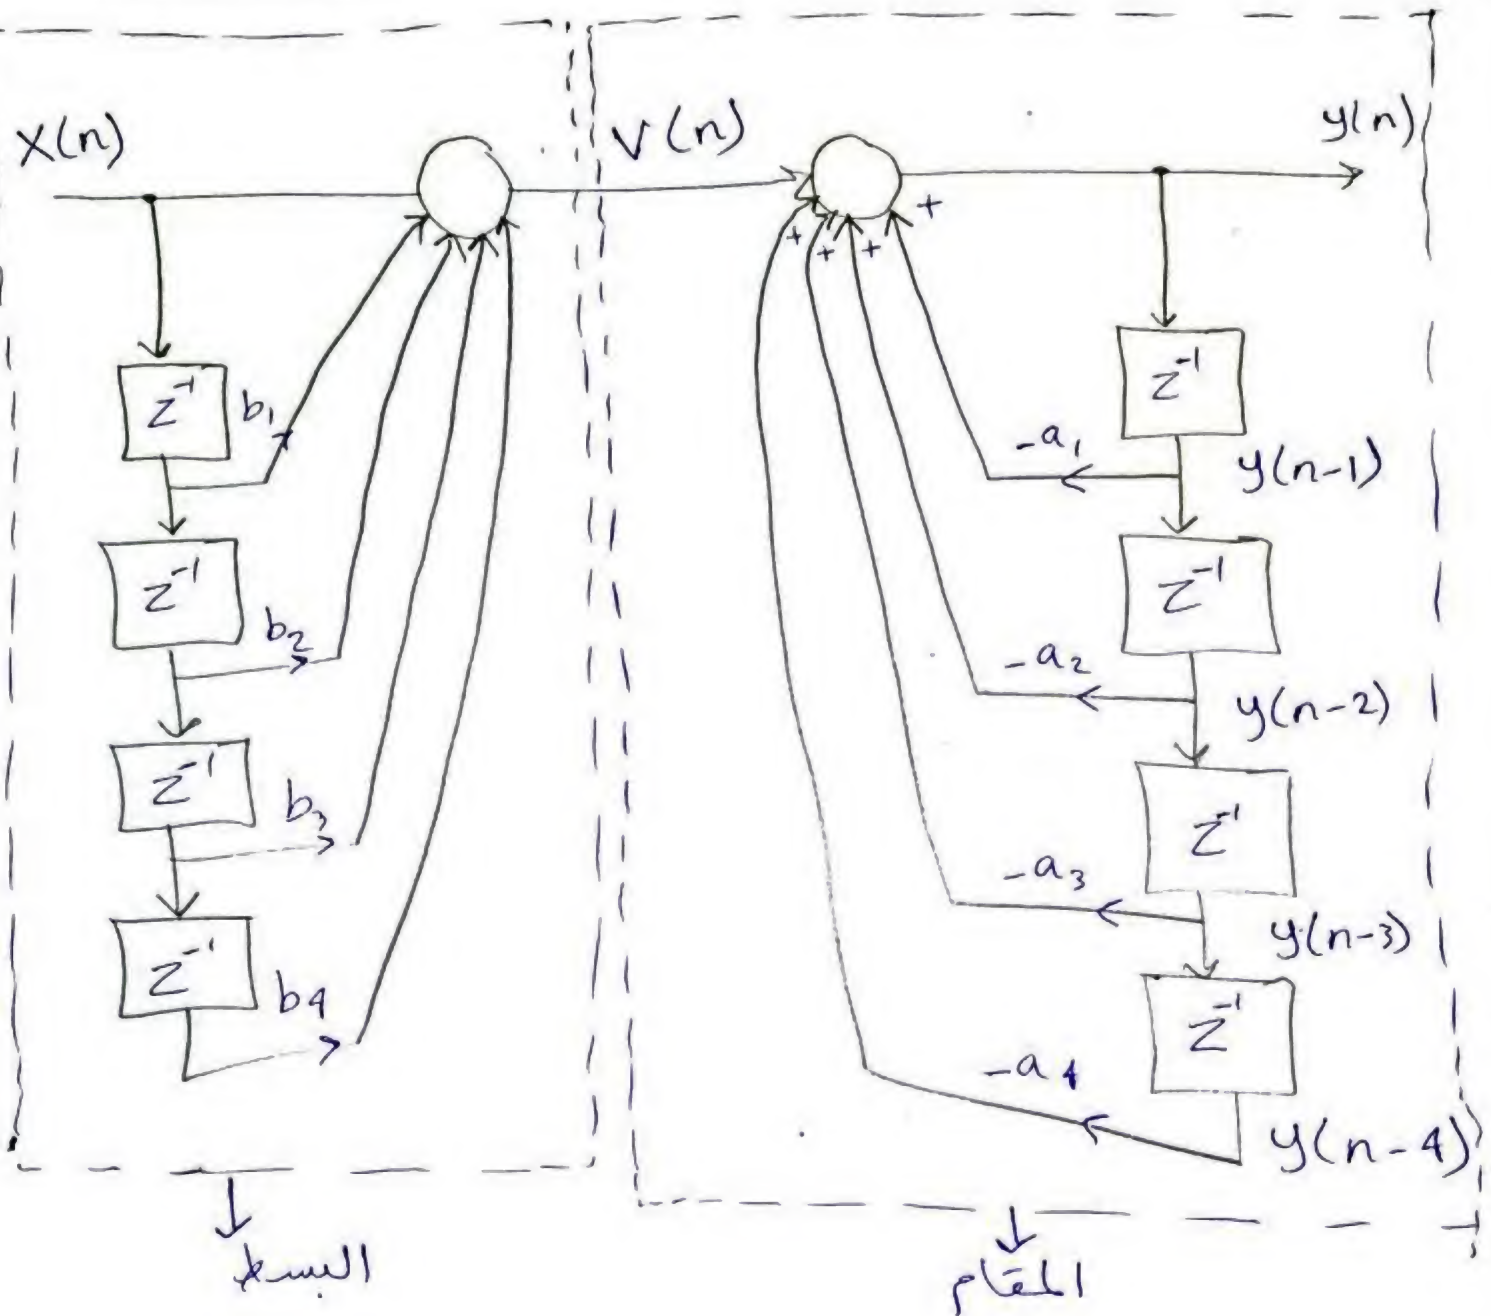 X(n)
V(n)
y(n)
z⁻¹
b₁
z⁻¹
b₂
z⁻¹
b₃
z⁻¹
b4
+
+
+
+
z⁻¹
-a₁
y(n-1)
z⁻¹
-a₂
y(n-2)
z⁻¹
-a₃
y(n-3)
z⁻¹
-a₄
y(n-4)
البسط
المقام